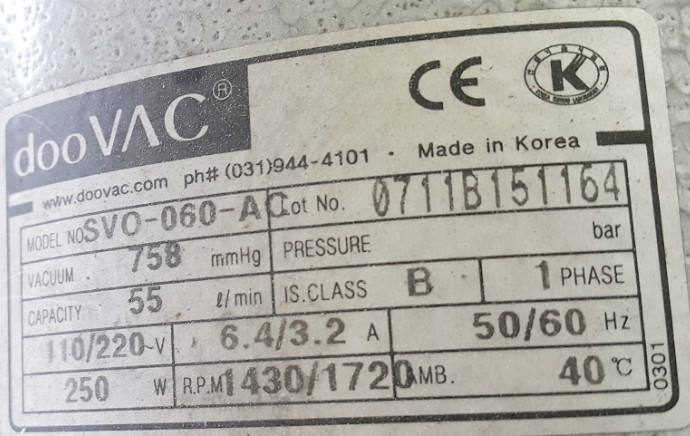 dooVAC®
CE
K
www.doovac.com ph# (031)944-4101 · Made in Korea
MODEL NO SVO-060-AC Lot No. 0711B151164
VACUUM 758 mmHg PRESSURE bar
CAPACITY 55 ℓ/min IS.CLASS B 1 PHASE
110/220~V 6.4/3.2 A 50/60 Hz
250 W R.P.M 1430/1720 AMB. 40℃
0301